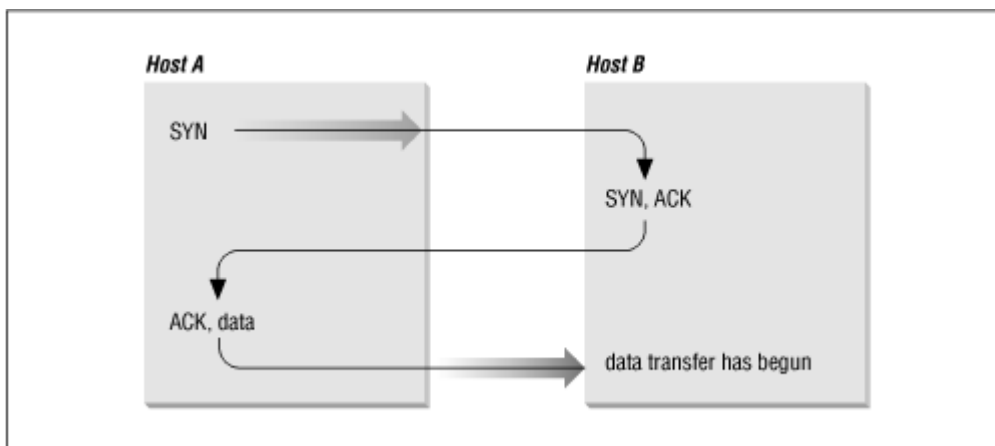 Host A
Host B
SYN
SYN, ACK
ACK, data
data transfer has begun